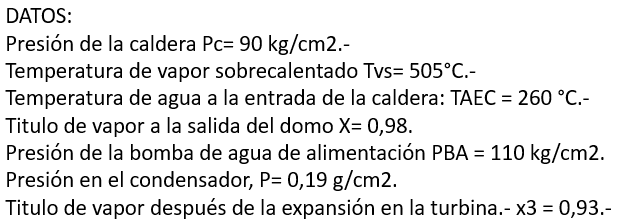 DATOS:
Presión de la caldera Pc= 90 kg/cm2.-
Temperatura de vapor sobrecalentado Tvs= 505°C.-
Temperatura de agua a la entrada de la caldera: TAEC = 260 °C.-
Titulo de vapor a la salida del domo X= 0,98.
Presión de la bomba de agua de alimentación PBA = 110 kg/cm2.
Presión en el condensador, P= 0,19 g/cm2.
Titulo de vapor después de la expansión en la turbina.- x3 = 0,93.-